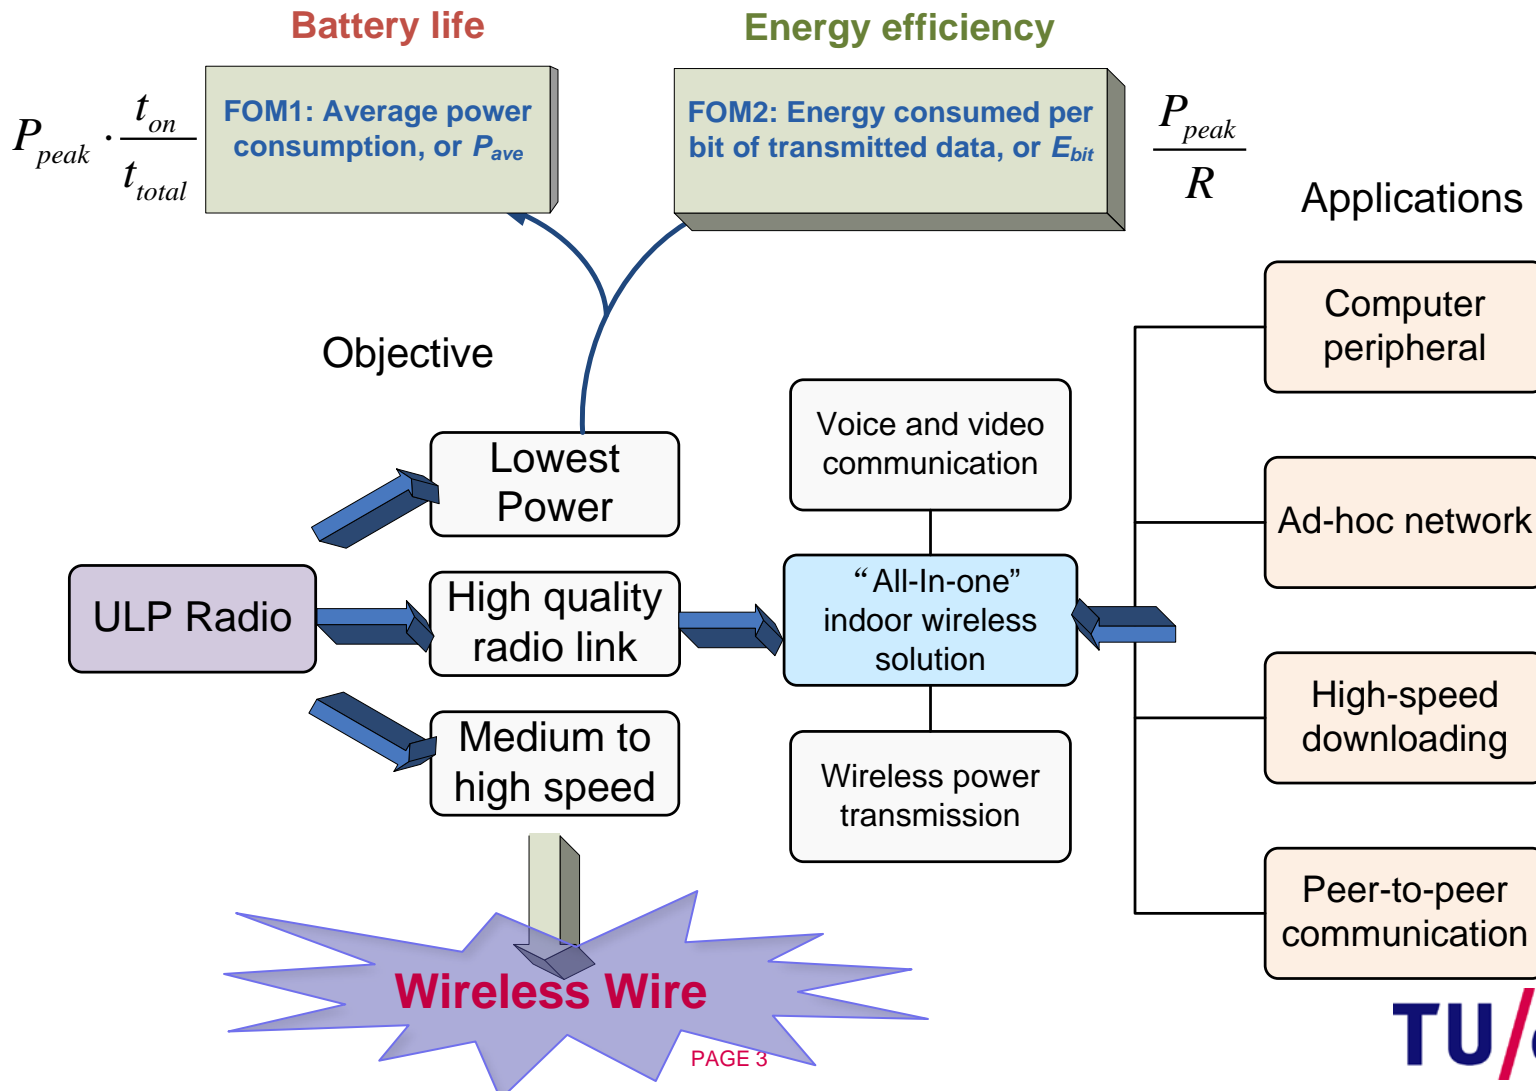 Battery life
Energy efficiency
P_peak · t_on / t_total
FOM1: Average power
consumption, or P_ave
FOM2: Energy consumed per
bit of transmitted data, or E_bit
P_peak / R
Applications
Objective
Computer
peripheral
Lowest
Power
Voice and video
communication
Ad-hoc network
ULP Radio
High quality
radio link
“All-In-one”
indoor wireless
solution
High-speed
downloading
Medium to
high speed
Wireless power
transmission
Peer-to-peer
communication
Wireless Wire
PAGE 3
TU/